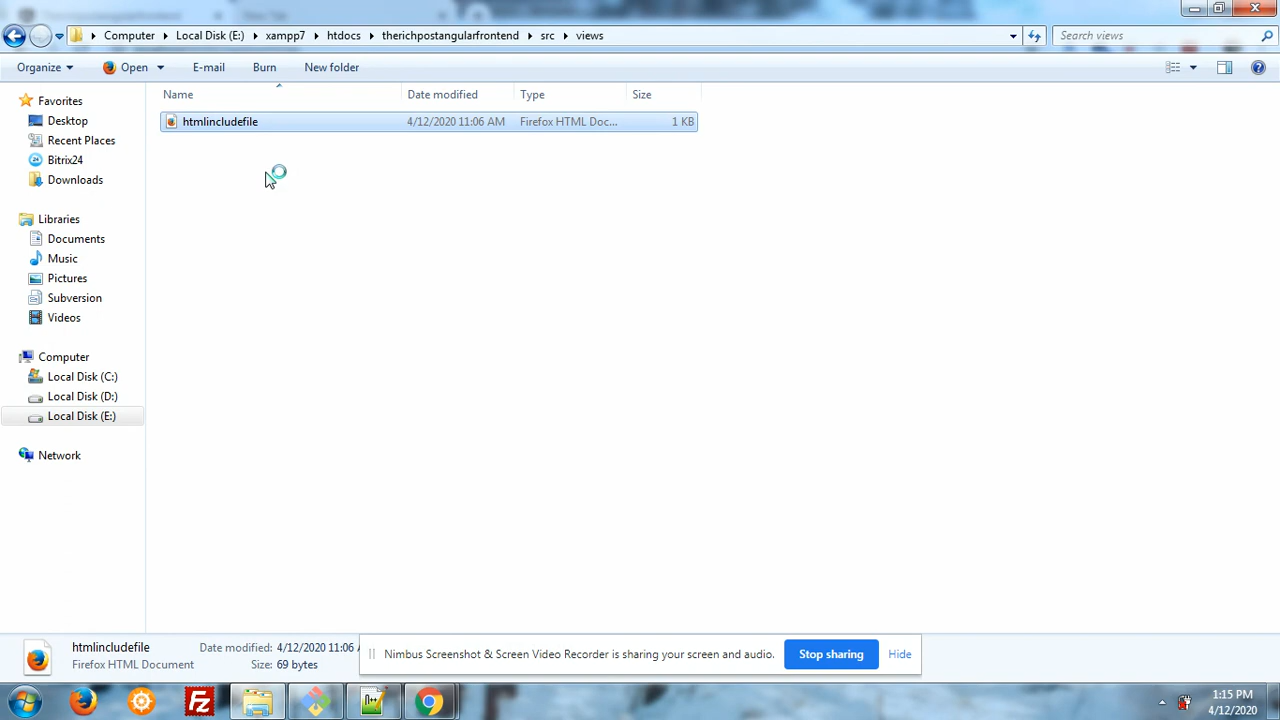 Computer Local Disk (E:) xampp7 htdocs therichpostangularfrontend src views
Search views
Organize Open E-mail Burn New folder
Name Date modified Type Size
htmlincludefile 4/12/2020 11:06 AM Firefox HTML Doc... 1 KB
Favorites
Desktop
Recent Places
Bitrix24
Downloads
Libraries
Documents
Music
Pictures
Subversion
Videos
Computer
Local Disk (C:)
Local Disk (D:)
Local Disk (E:)
Network
htmlincludefile Date modified: 4/12/2020 11:06
Firefox HTML Document Size: 69 bytes
Nimbus Screenshot & Screen Video Recorder is sharing your screen and audio. Stop sharing Hide
1:15 PM
4/12/2020